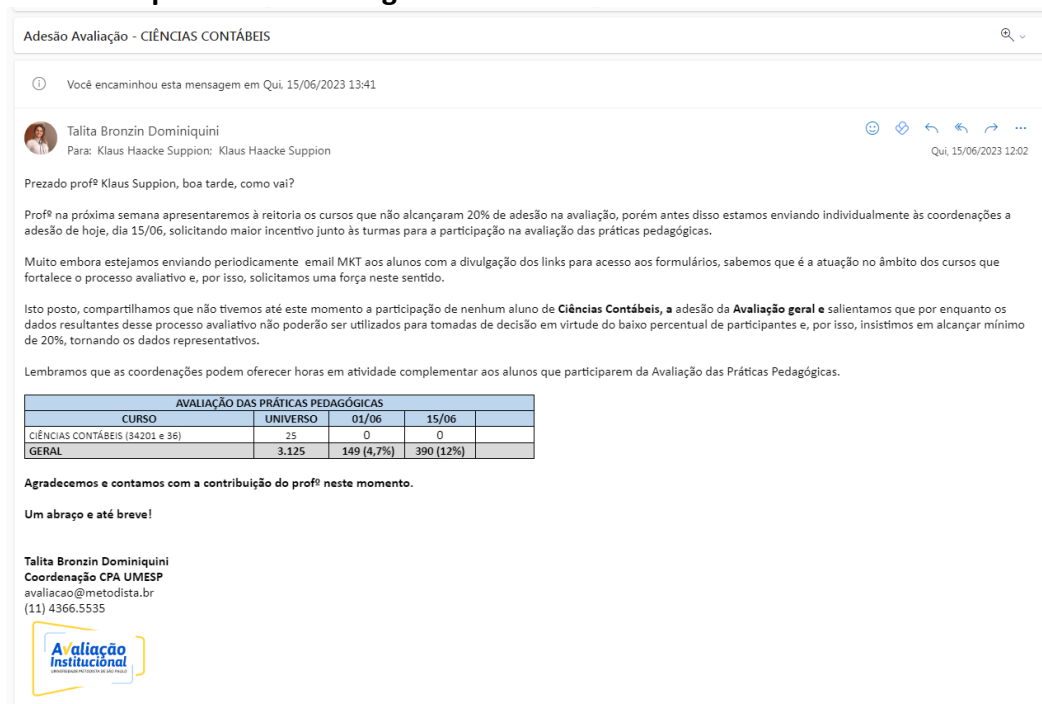 Adesão Avaliação - CIÊNCIAS CONTÁBEIS
Você encaminhou esta mensagem em Qui, 15/06/2023 13:41
Talita Bronzin Dominiquini
Para: Klaus Haacke Suppion; Klaus Haacke Suppion
Qui, 15/06/2023 12:02
Prezado profº Klaus Suppion, boa tarde, como vai?
Profº na próxima semana apresentaremos à reitoria os cursos que não alcançaram 20% de adesão na avaliação, porém antes disso estamos enviando individualmente às coordenações a
adesão de hoje, dia 15/06, solicitando maior incentivo junto às turmas para a participação na avaliação das práticas pedagógicas.
Muito embora estejamos enviando periodicamente email MKT aos alunos com a divulgação dos links para acesso aos formulários, sabemos que é a atuação no âmbito dos cursos que
fortalece o processo avaliativo e, por isso, solicitamos uma força neste sentido.
Isto posto, compartilhamos que não tivemos até este momento a participação de nenhum aluno de Ciências Contábeis, a adesão da Avaliação geral e salientamos que por enquanto os
dados resultantes desse processo avaliativo não poderão ser utilizados para tomadas de decisão em virtude do baixo percentual de participantes e, por isso, insistimos em alcançar mínimo
de 20%, tornando os dados representativos.
Lembramos que as coordenações podem oferecer horas em atividade complementar aos alunos que participarem da Avaliação das Práticas Pedagógicas.
AVALIAÇÃO DAS PRÁTICAS PEDAGÓGICAS
CURSO UNIVERSO 01/06 15/06
CIÊNCIAS CONTÁBEIS (34201 e 36) 25 0 0
GERAL 3.125 149 (4,7%) 390 (12%)
Agradecemos e contamos com a contribuição do profº neste momento.
Um abraço e até breve!
Talita Bronzin Dominiquini
Coordenação CPA UMESP
avaliacao@metodista.br
(11) 4366.5535
Avaliação
Institucional
UNIVERSIDADE METODISTA DE SÃO PAULO